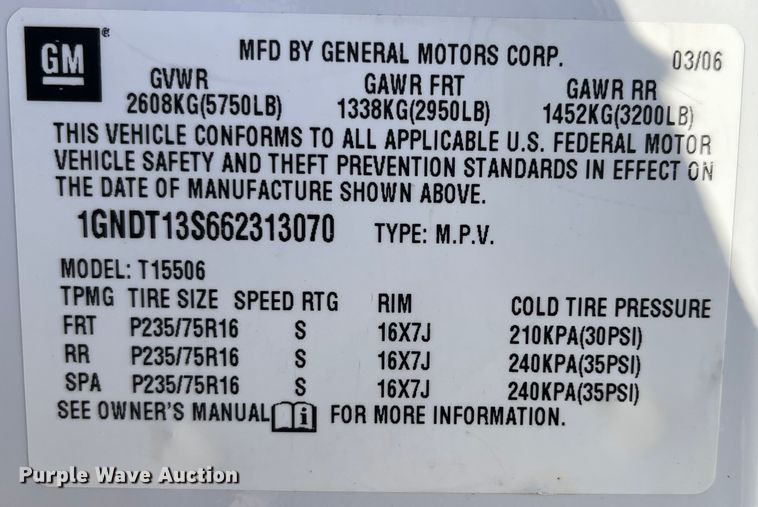 GM
MFD BY GENERAL MOTORS CORP. 03/06
GVWR GAWR FRT GAWR RR
2608KG(5750LB) 1338KG(2950LB) 1452KG(3200LB)
THIS VEHICLE CONFORMS TO ALL APPLICABLE U.S. FEDERAL MOTOR
VEHICLE SAFETY AND THEFT PREVENTION STANDARDS IN EFFECT ON
THE DATE OF MANUFACTURE SHOWN ABOVE.
1GNDT13S662313070 TYPE: M.P.V.
MODEL: T15506
TPMG TIRE SIZE SPEED RTG RIM COLD TIRE PRESSURE
FRT P235/75R16 S 16X7J 210KPA(30PSI)
RR P235/75R16 S 16X7J 240KPA(35PSI)
SPA P235/75R16 S 16X7J 240KPA(35PSI)
SEE OWNER'S MANUAL i FOR MORE INFORMATION.
Purple Wave Auction